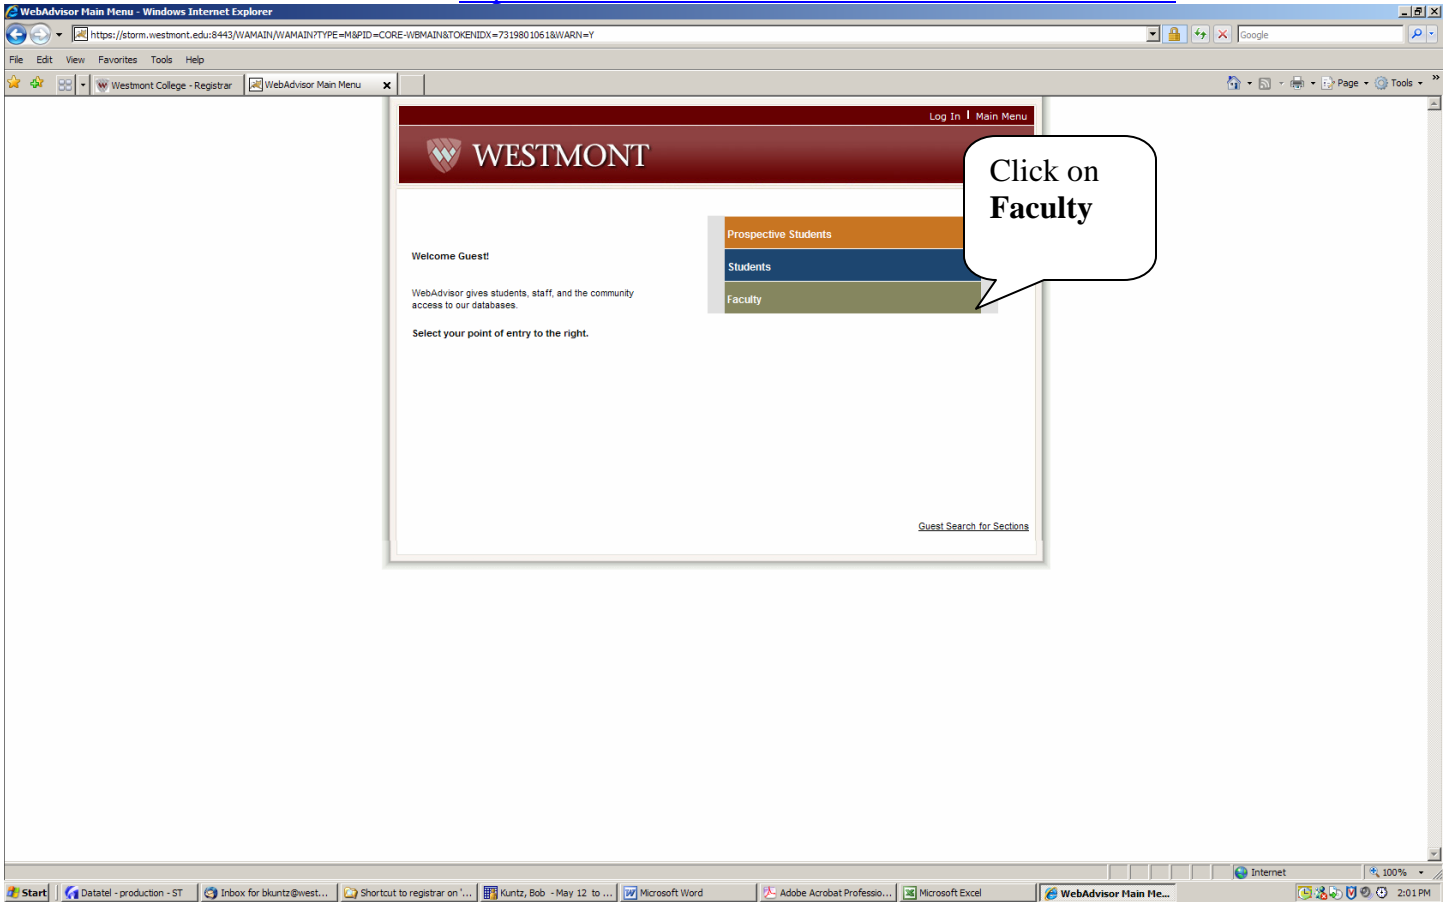 WebAdvisor Main Menu - Windows Internet Explorer
https://storm.westmont.edu:8443/WAMAIN/WAMAIN?TYPE=M&PID=CORE-WBMAIN&TOKENIDX=7319801061&WARN=Y
Google
File Edit View Favorites Tools Help
Westmont College - Registrar
WebAdvisor Main Menu
Page
Tools
Log In | Main Menu
WESTMONT
Click on
Faculty
Prospective Students
Welcome Guest!
Students
WebAdvisor gives students, staff, and the community
access to our databases.
Faculty
Select your point of entry to the right.
Guest Search for Sections
Internet
100%
Start
Datatel - production - ST
Inbox for bkuntz@west...
Shortcut to registrar on '...
Kuntz, Bob - May 12 to ...
Microsoft Word
Adobe Acrobat Professio...
Microsoft Excel
WebAdvisor Main Me...
2:01 PM